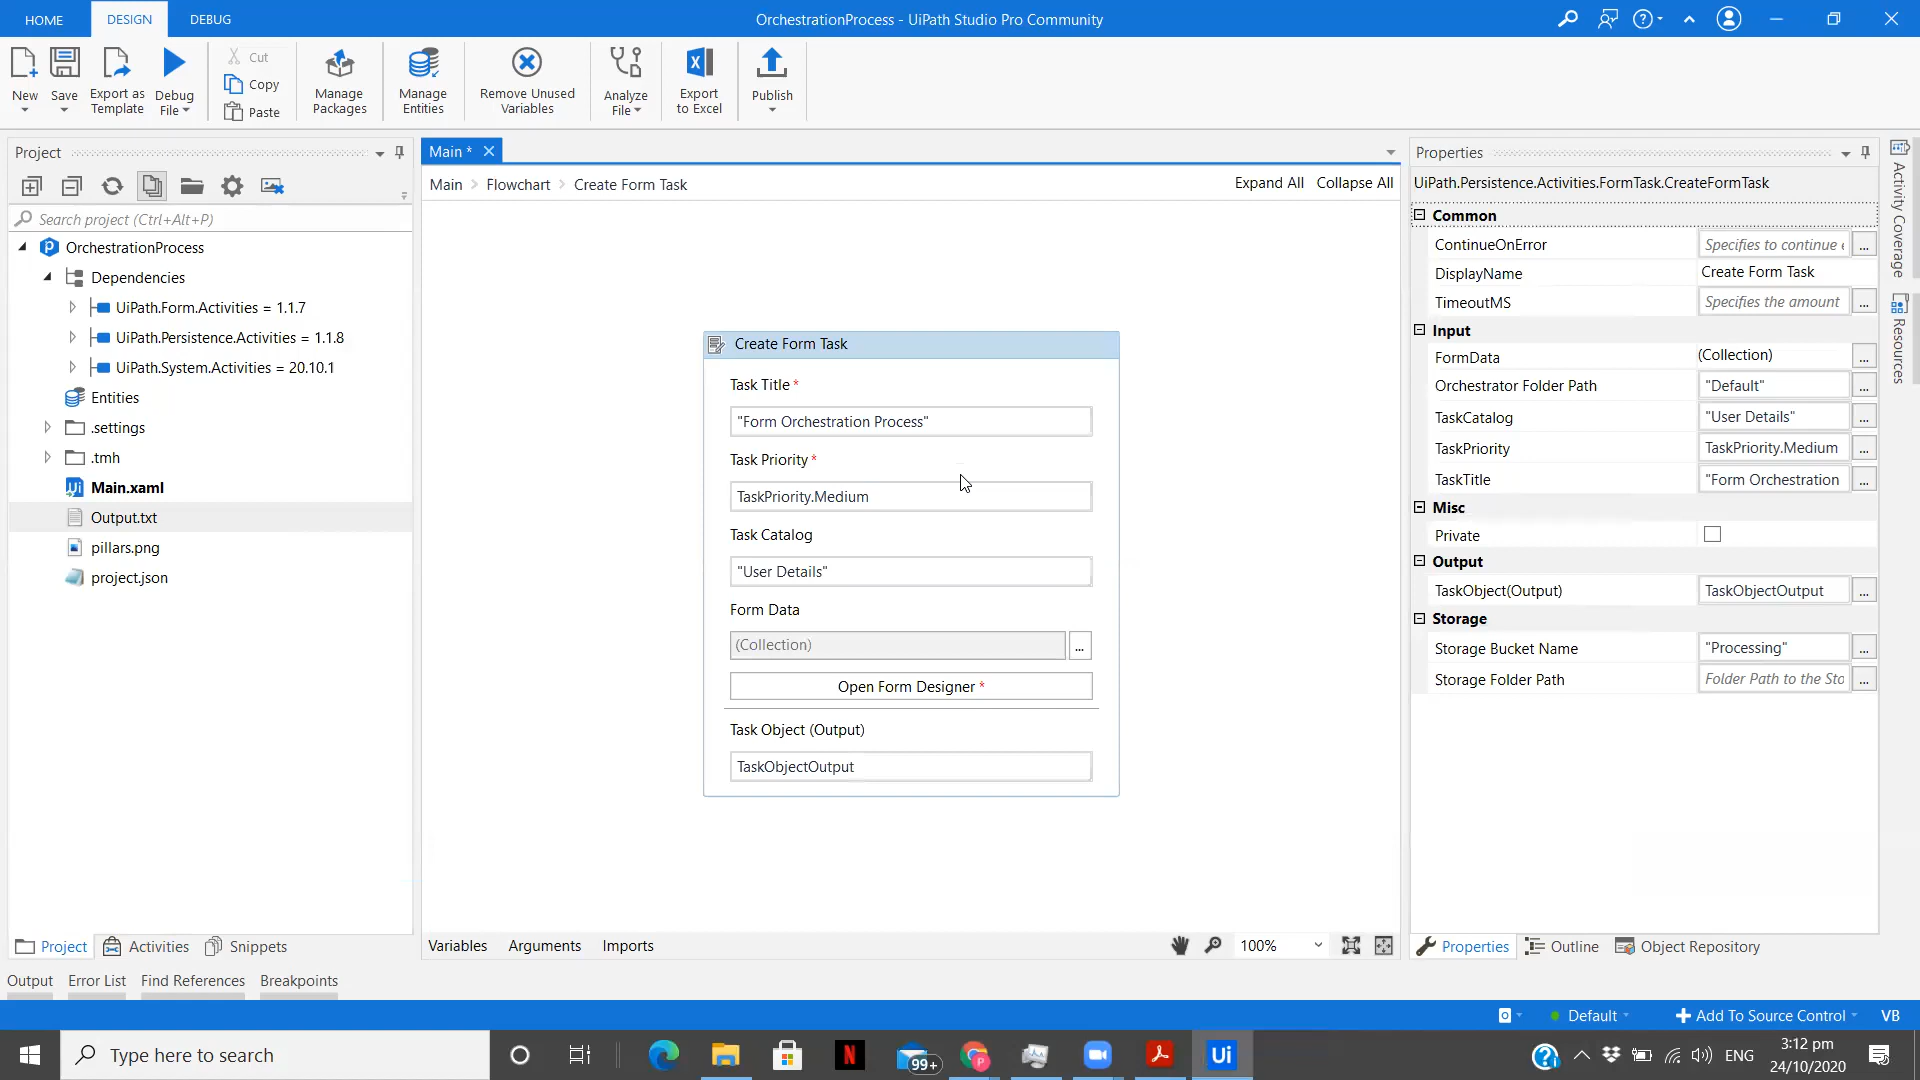 HOME
DESIGN
DEBUG
OrchestrationProcess - UiPath Studio Pro Community
New
Save
Export as
Template
Debug
File
Cut
Copy
Paste
Manage
Packages
Manage
Entities
Remove Unused
Variables
Analyze
File
Export
to Excel
Publish
Project
Search project (Ctrl+Alt+P)
OrchestrationProcess
Dependencies
UiPath.Form.Activities = 1.1.7
UiPath.Persistence.Activities = 1.1.8
UiPath.System.Activities = 20.10.1
Entities
.settings
.tmh
Main.xaml
Output.txt
pillars.png
project.json
Project
Activities
Snippets
Main *
Main > Flowchart > Create Form Task
Expand All
Collapse All
Create Form Task
Task Title *
"Form Orchestration Process"
Task Priority *
TaskPriority.Medium
Task Catalog
"User Details"
Form Data
(Collection)
...
Open Form Designer *
Task Object (Output)
TaskObjectOutput
Variables
Arguments
Imports
100%
Properties
UiPath.Persistence.Activities.FormTask.CreateFormTask
Common
ContinueOnError
Specifies to continue e
...
DisplayName
Create Form Task
TimeoutMS
Specifies the amount
...
Input
FormData
(Collection)
...
Orchestrator Folder Path
"Default"
...
TaskCatalog
"User Details"
...
TaskPriority
TaskPriority.Medium
...
TaskTitle
"Form Orchestration
...
Misc
Private
Output
TaskObject(Output)
TaskObjectOutput
...
Storage
Storage Bucket Name
"Processing"
...
Storage Folder Path
Folder Path to the Sto
...
Properties
Outline
Object Repository
Activity Coverage
Resources
Output
Error List
Find References
Breakpoints
Default
Add To Source Control
VB
Type here to search
99+
Ui
ENG
3:12 pm
24/10/2020